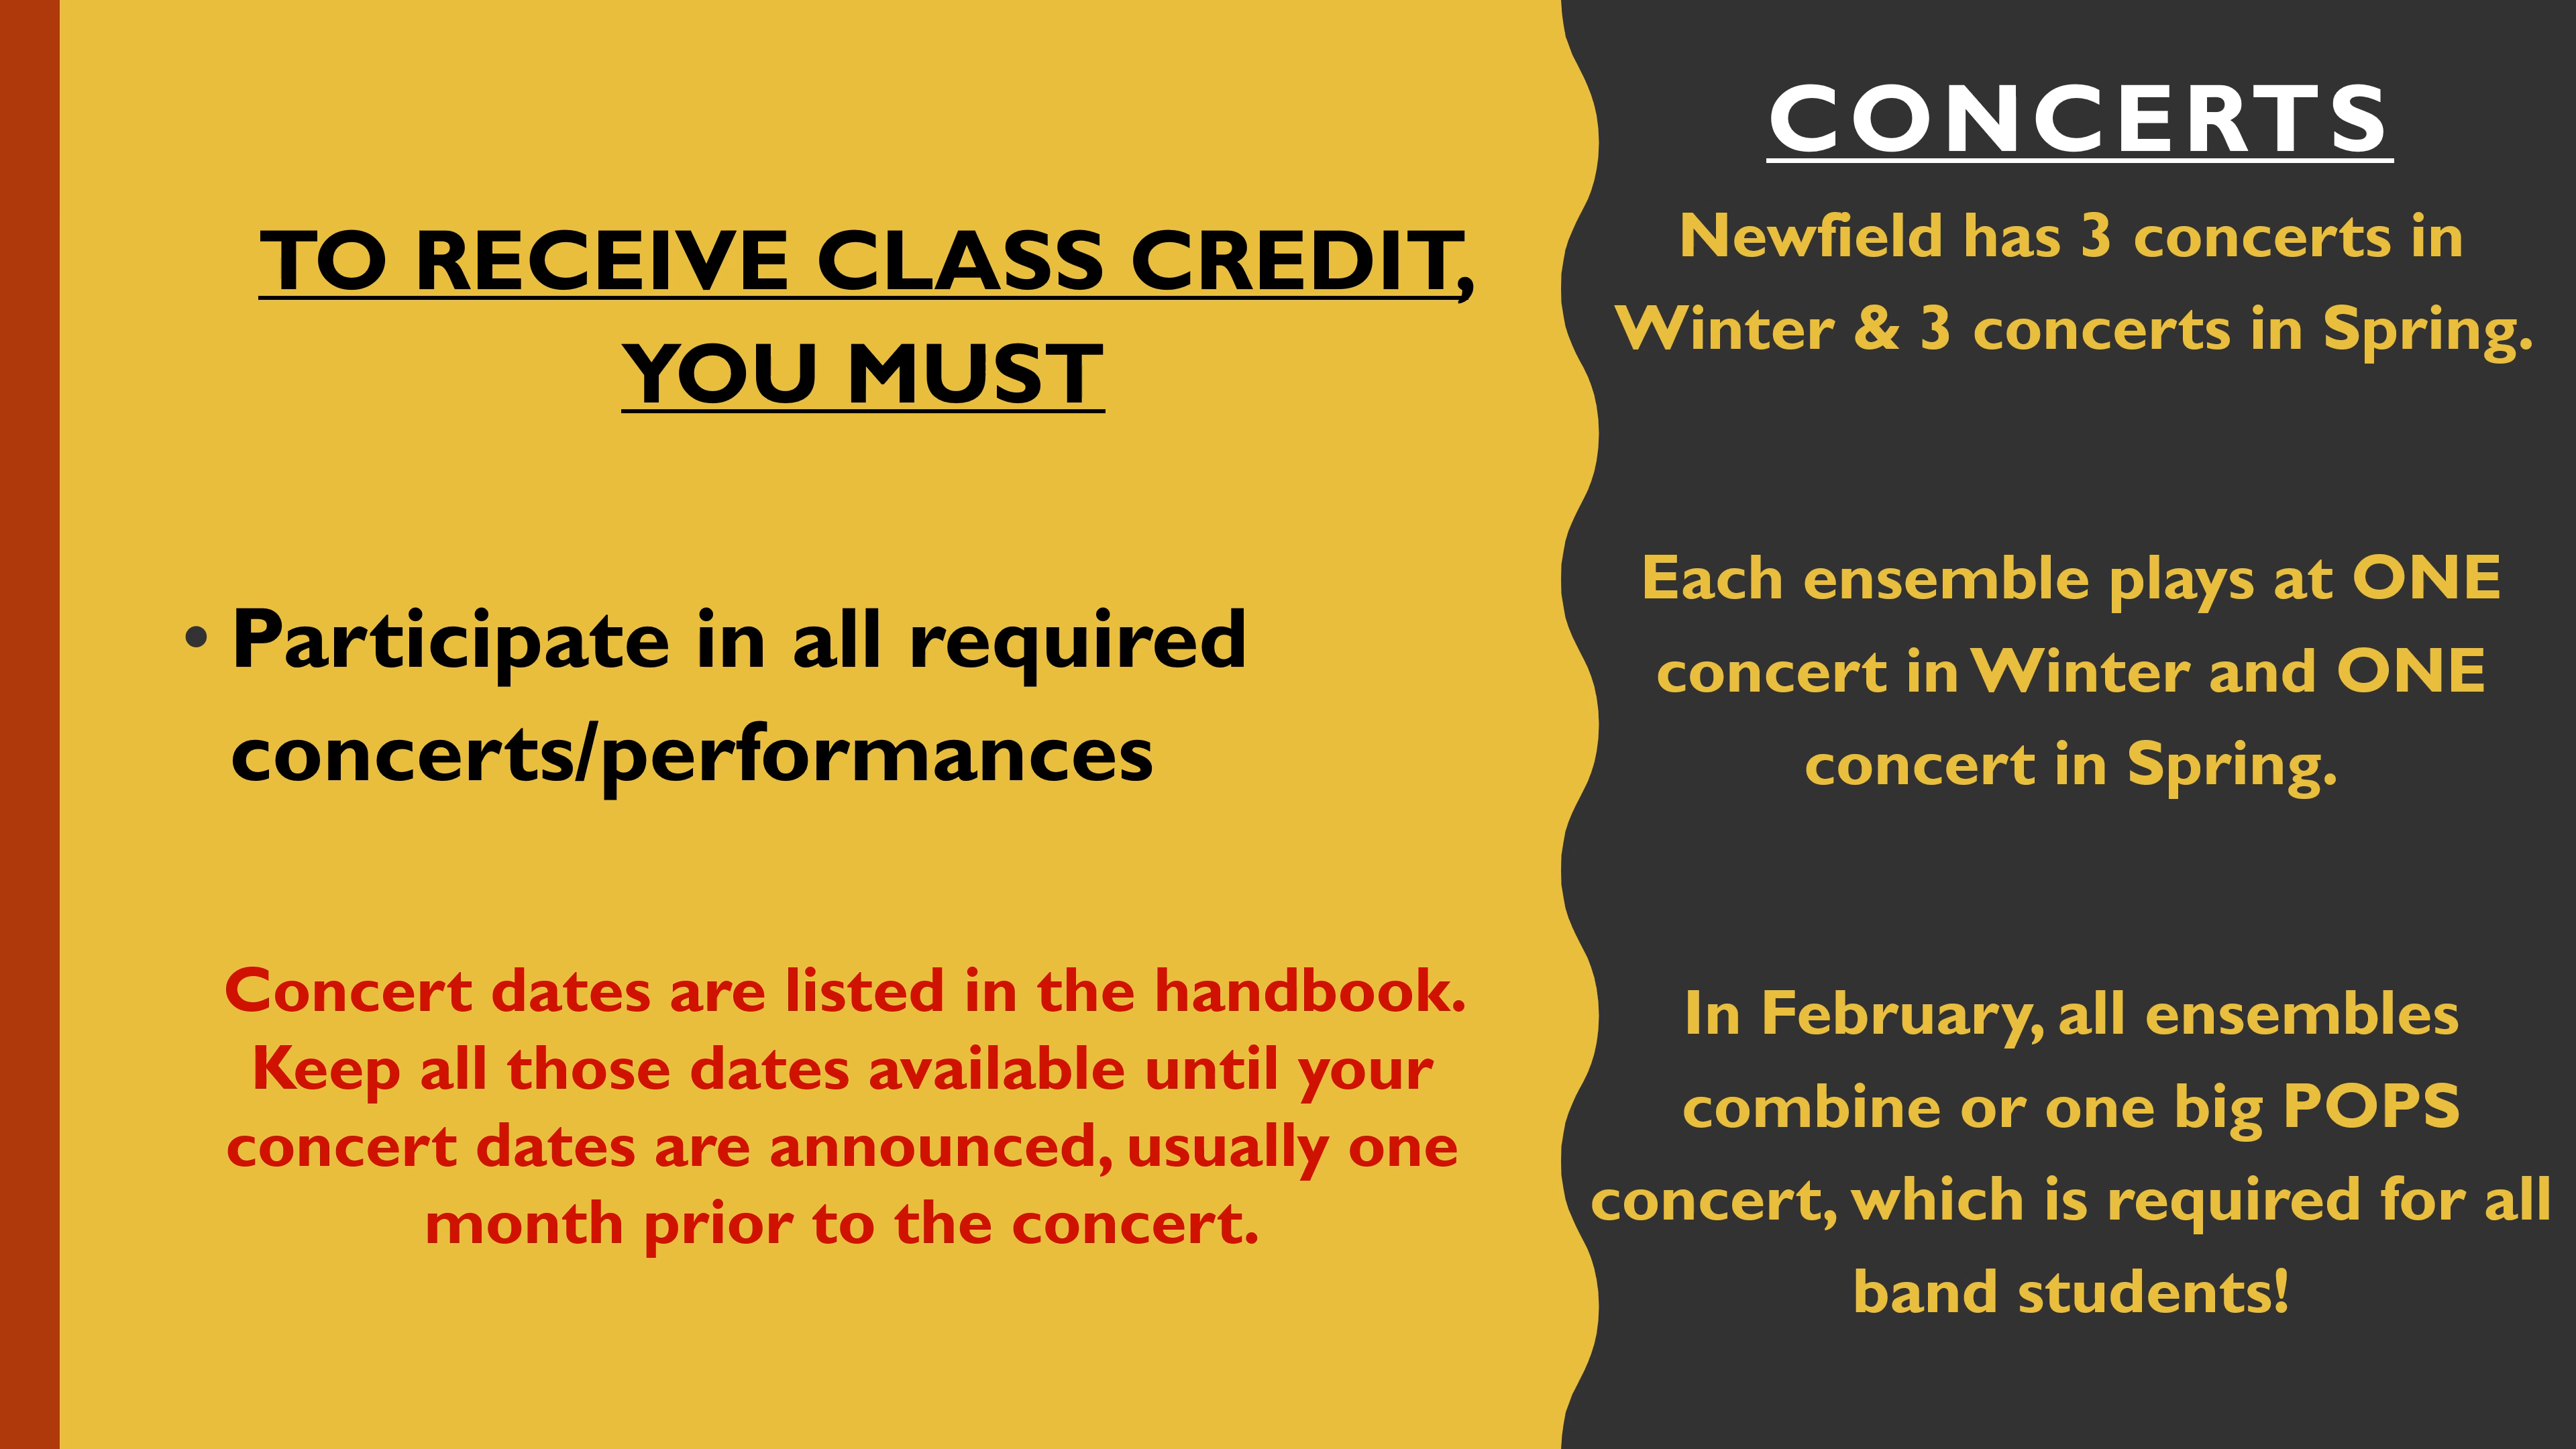 TO RECEIVE CLASS CREDIT,
YOU MUST
• Participate in all required
concerts/performances
Concert dates are listed in the handbook.
Keep all those dates available until your
concert dates are announced, usually one
month prior to the concert.
CONCERTS
Newfield has 3 concerts in
Winter & 3 concerts in Spring.
Each ensemble plays at ONE
concert in Winter and ONE
concert in Spring.
In February, all ensembles
combine or one big POPS
concert, which is required for all
band students!